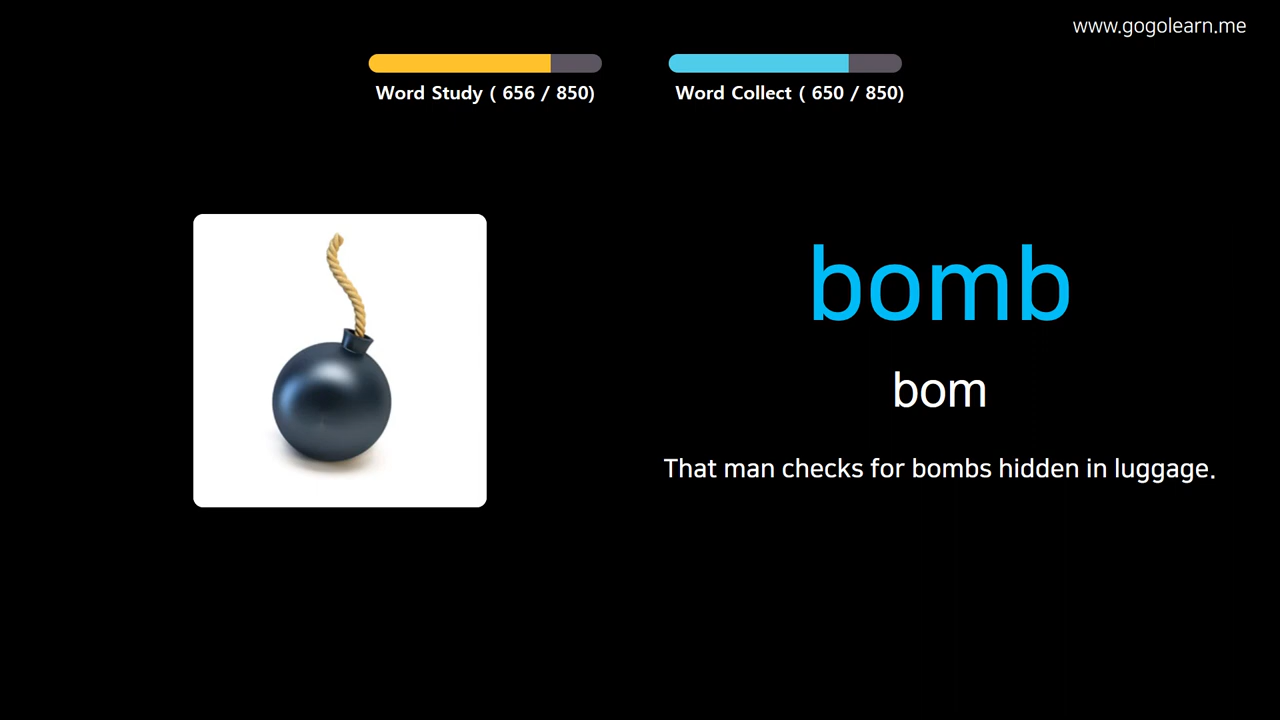 www.gogolearn.me
Word Study ( 656 / 850)
Word Collect ( 650 / 850)
bomb
bom
That man checks for bombs hidden in luggage.